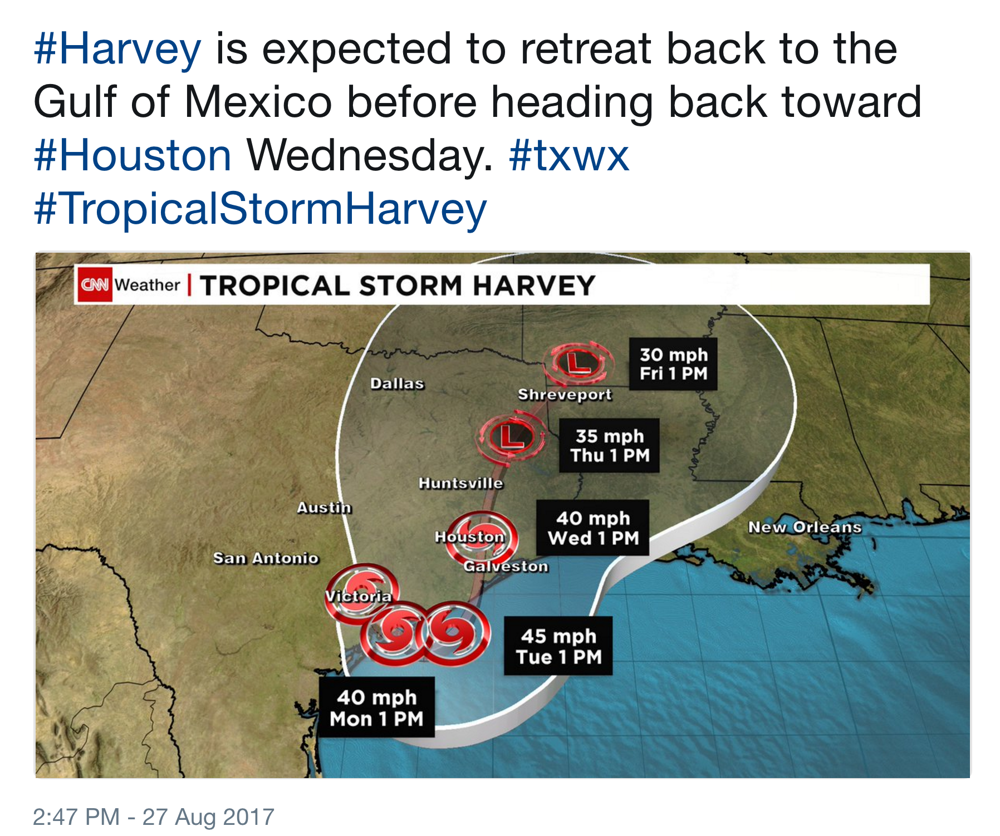 #Harvey is expected to retreat back to the
Gulf of Mexico before heading back toward
#Houston Wednesday. #txwx
#TropicalStormHarvey
CNN Weather | TROPICAL STORM HARVEY
30 mph
Fri 1 PM
L
Dallas
Shreveport
35 mph
Thu 1 PM
L
Huntsville
Austin
40 mph
Wed 1 PM
New Orleans
Houston
San Antonio
Galveston
Victoria
45 mph
Tue 1 PM
40 mph
Mon 1 PM
2:47 PM - 27 Aug 2017